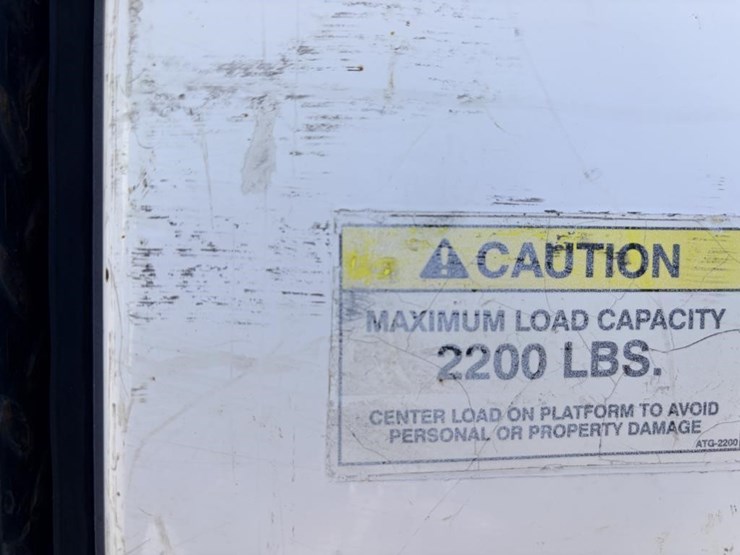 CAUTION
MAXIMUM LOAD CAPACITY
2200 LBS.
CENTER LOAD ON PLATFORM TO AVOID
PERSONAL OR PROPERTY DAMAGE
ATG-2200